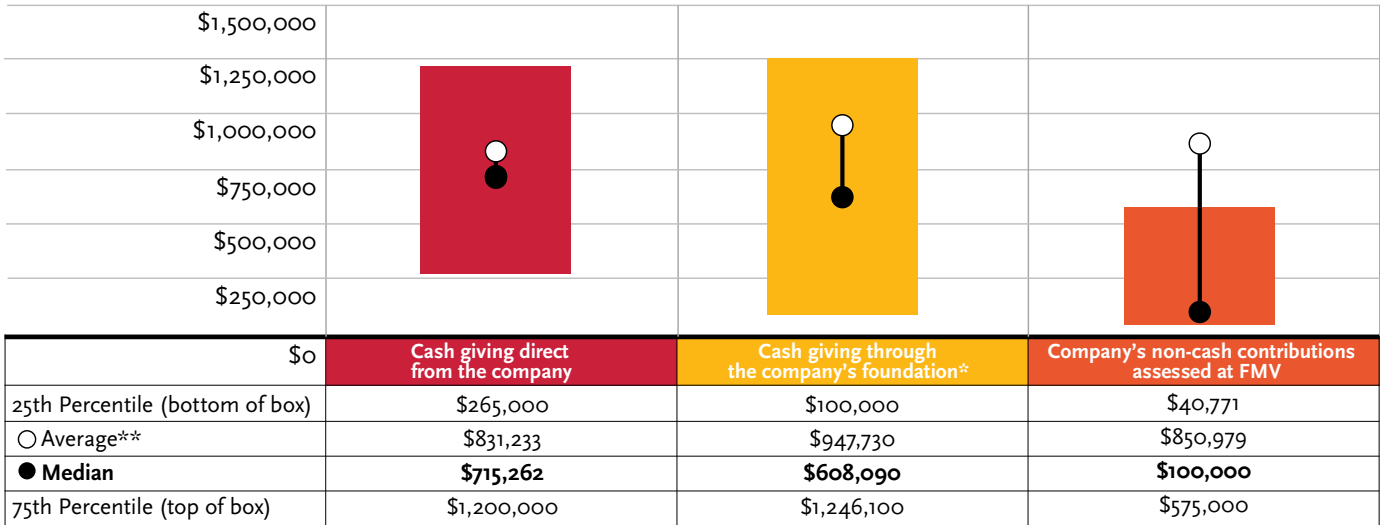 $1,500,000
$1,250,000
$1,000,000
$750,000
$500,000
$250,000
$0
Cash giving direct
from the company
Cash giving through
the company's foundation*
Company's non-cash contributions
assessed at FMV
25th Percentile (bottom of box) $265,000 $100,000 $40,771
Average** $831,233 $947,730 $850,979
Median $715,262 $608,090 $100,000
75th Percentile (top of box) $1,200,000 $1,246,100 $575,000